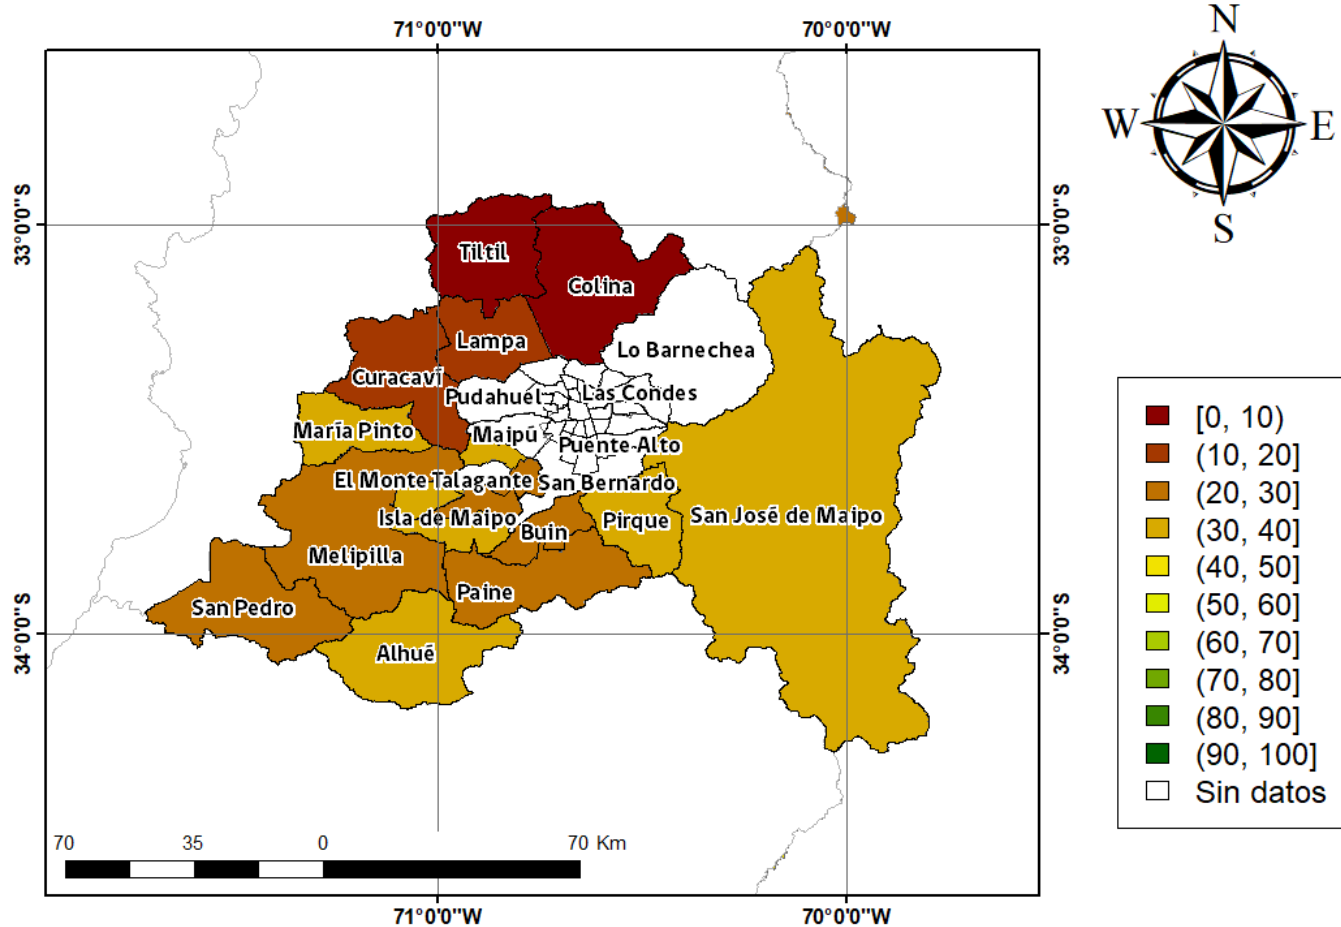 71°0'0"W
70°0'0"W
N
W
E
S
33°0'0"S
33°0'0"S
Tiltil
Colina
Lampa
Lo Barnechea
Curacaví
Pudahuel
Las Condes
María Pinto
Maipú
Puente Alto
El Monte
Talagante
San Bernardo
Isla de Maipo
Pirque
San José de Maipo
Buin
Melipilla
Paine
San Pedro
Alhué
34°0'0"S
34°0'0"S
[0, 10)
(10, 20]
(20, 30]
(30, 40]
(40, 50]
(50, 60]
(60, 70]
(70, 80]
(80, 90]
(90, 100]
Sin datos
70 35 0 70 Km
71°0'0"W
70°0'0"W